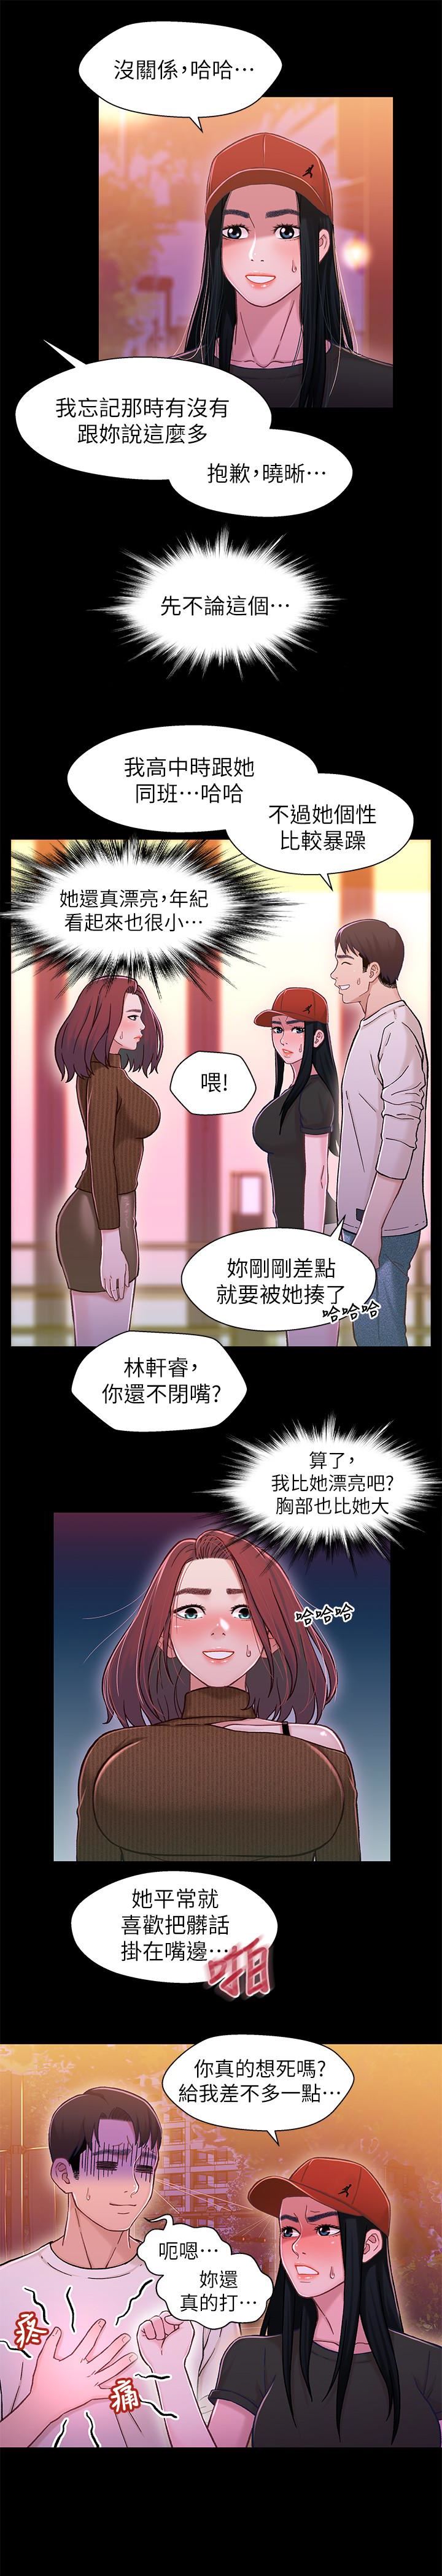 沒關係，哈哈…
我忘記那時有沒有
跟妳說這麼多
抱歉，曉晰…
先不論這個…
我高中時跟她
同班…哈哈
不過她個性
比較暴躁
她還真漂亮，年紀
看起來也很小…
喂！
妳剛剛差點
就要被她揍了
哈哈哈
林軒睿，
你還不閉嘴？
算了，
我比她漂亮吧？
胸部也比她大
哈哈哈
她平常就
喜歡把髒話
掛在嘴邊…
啪
你真的想死嗎？
給我差不多一點…
呃嗯…
妳還
真的打…
疼
痛